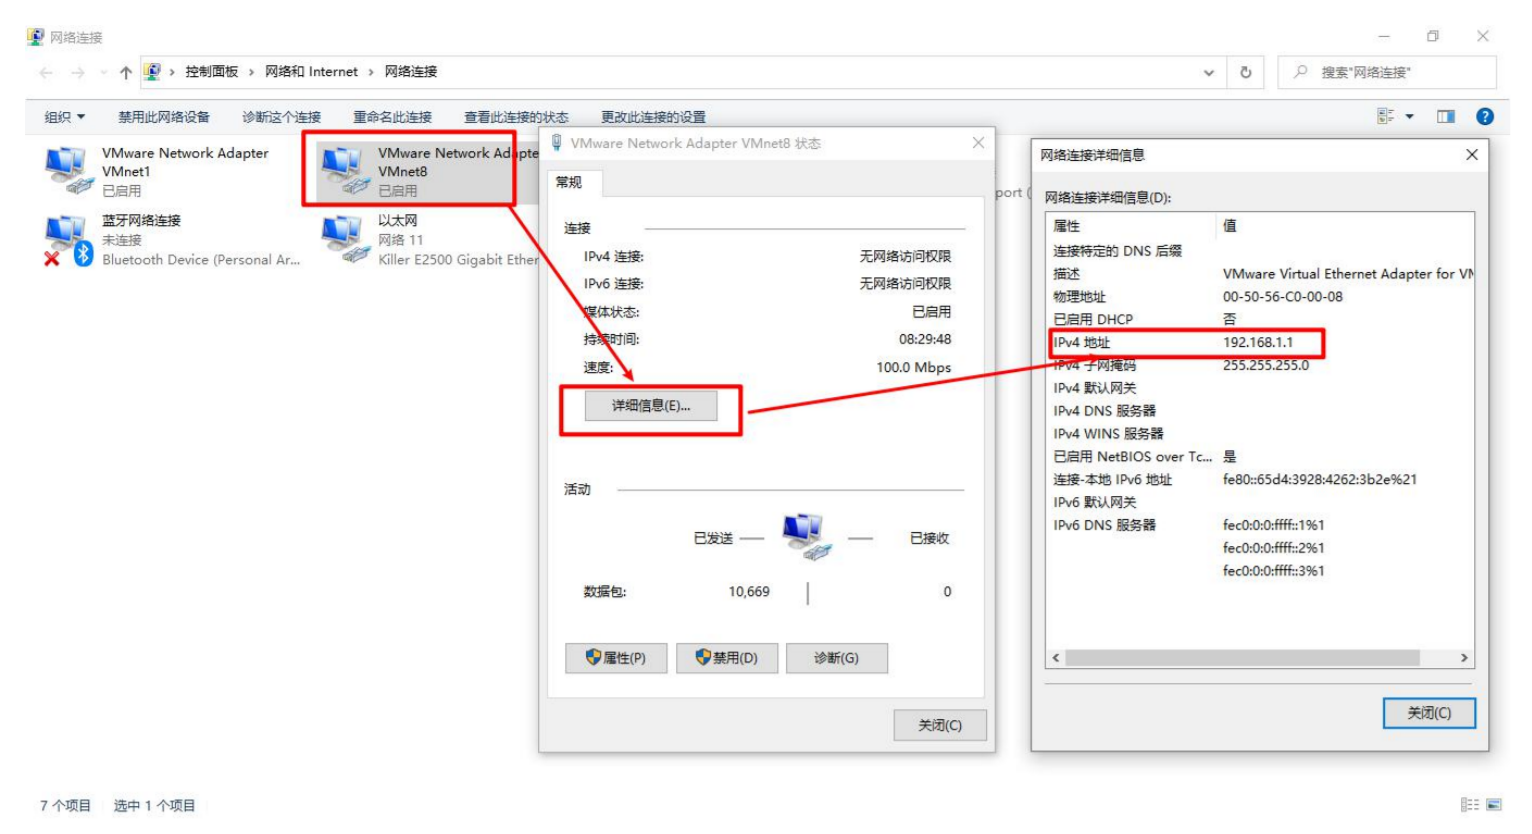 网络连接
控制面板 › 网络和 Internet › 网络连接
搜索"网络连接"
组织 禁用此网络设备 诊断这个连接 重命名此连接 查看此连接的状态 更改此连接的设置
VMware Network Adapter
VMnet1
已启用
VMware Network Adapte
VMnet8
已启用
蓝牙网络连接
未连接
Bluetooth Device (Personal Ar...
以太网
网络 11
Killer E2500 Gigabit Ether
port (
VMware Network Adapter VMnet8 状态
常规
连接
IPv4 连接: 无网络访问权限
IPv6 连接: 无网络访问权限
媒体状态: 已启用
持续时间: 08:29:48
速度: 100.0 Mbps
详细信息(E)...
活动
已发送 — — 已接收
数据包: 10,669 0
属性(P) 禁用(D) 诊断(G)
关闭(C)
网络连接详细信息
网络连接详细信息(D):
属性 值
连接特定的 DNS 后缀
描述 VMware Virtual Ethernet Adapter for VM
物理地址 00-50-56-C0-00-08
已启用 DHCP 否
IPv4 地址 192.168.1.1
IPv4 子网掩码 255.255.255.0
IPv4 默认网关
IPv4 DNS 服务器
IPv4 WINS 服务器
已启用 NetBIOS over Tc... 是
连接-本地 IPv6 地址 fe80::65d4:3928:4262:3b2e%21
IPv6 默认网关
IPv6 DNS 服务器 fec0:0:0:ffff::1%1
fec0:0:0:ffff::2%1
fec0:0:0:ffff::3%1
关闭(C)
7 个项目 选中 1 个项目